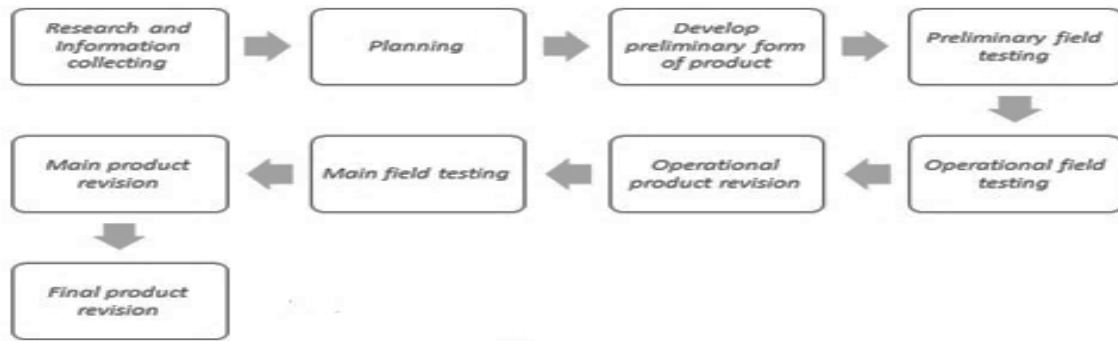 Research and
Information
collecting
Planning
Develop
preliminary form
of product
Preliminary field
testing
Operational field
testing
Operational
product revision
Main field testing
Main product
revision
Final product
revision